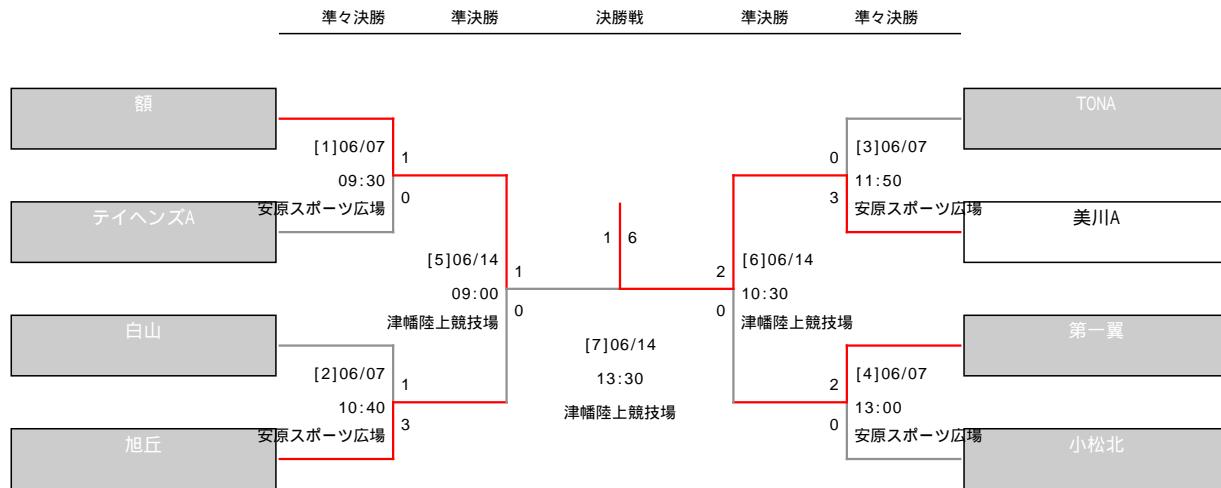 準々決勝 準決勝 決勝戦 準決勝 準々決勝
額
TONA
[1]06/07
09:30
安原スポーツ広場
1
0
0
3
[3]06/07
11:50
安原スポーツ広場
テイヘンズA
美川A
[5]06/14
09:00
津幡陸上競技場
1
0
1 6
2
0
[6]06/14
10:30
津幡陸上競技場
白山
第一翼
[7]06/14
13:30
津幡陸上競技場
[2]06/07
10:40
安原スポーツ広場
1
3
2
0
[4]06/07
13:00
安原スポーツ広場
旭丘
小松北